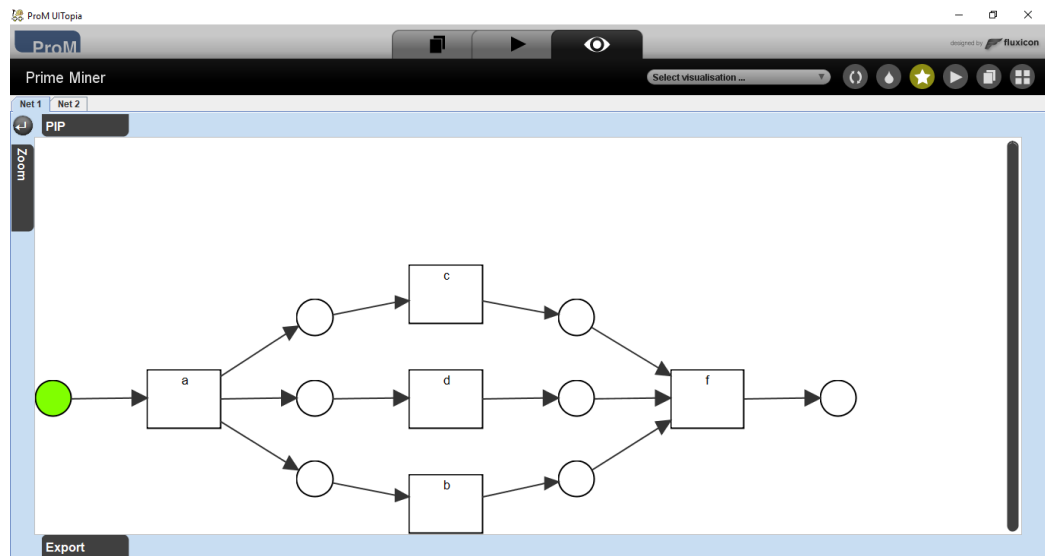 ProM UITopia
ProM
designed by fluxicon
Prime Miner
Select visualisation ...
Net 1 Net 2
PIP
Zoom
c
a
d
f
b
Export